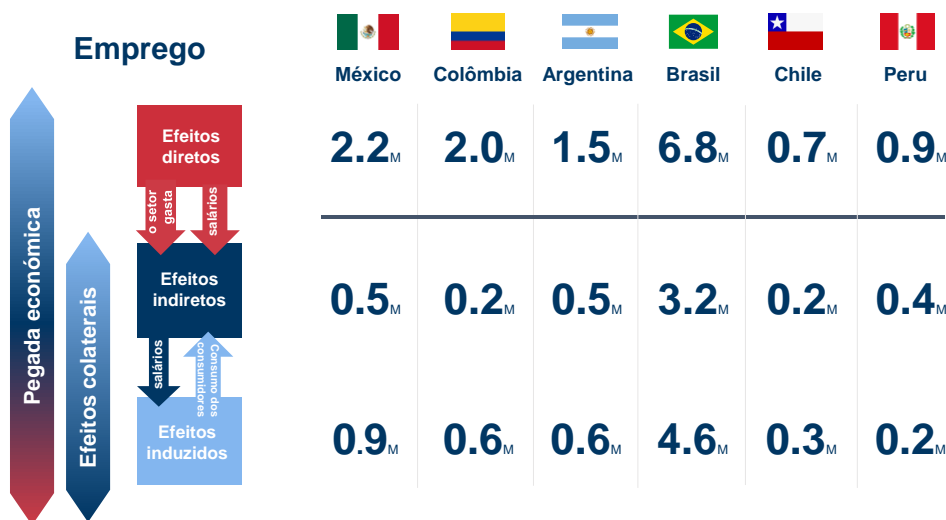 Emprego
México
Colômbia
Argentina
Brasil
Chile
Peru
Pegada económica
Efeitos colaterais
Efeitos
diretos
2.2M
2.0M
1.5M
6.8M
0.7M
0.9M
o setor
gasta
salários
Efeitos
indiretos
0.5M
0.2M
0.5M
3.2M
0.2M
0.4M
salários
Consumo dos
consumidores
Efeitos
induzidos
0.9M
0.6M
0.6M
4.6M
0.3M
0.2M